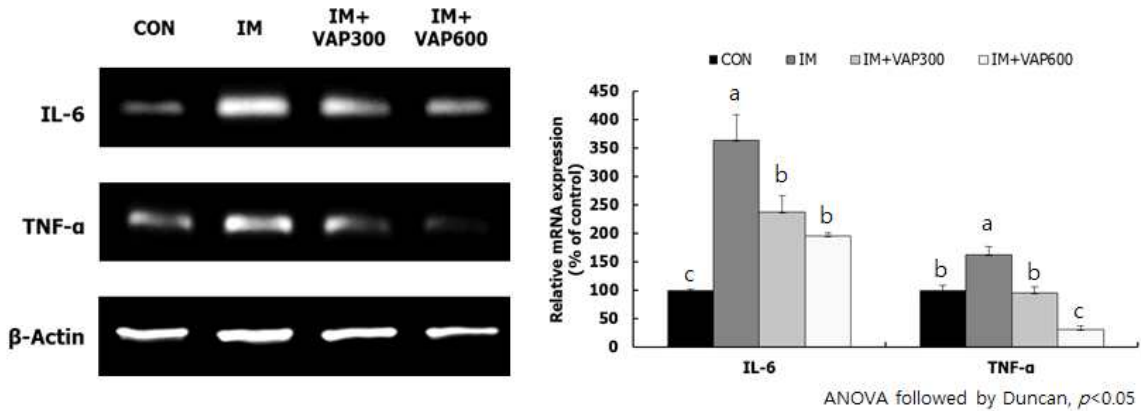 CON IM IM+ VAP300 IM+ VAP600
IL-6
TNF-α
β-Actin
CON IM IM+VAP300 IM+VAP600
Relative mRNA expression
(% of control)
450
400
350
300
250
200
150
100
50
0
c a b b
b a b c
IL-6 TNF-α
ANOVA followed by Duncan, p<0.05